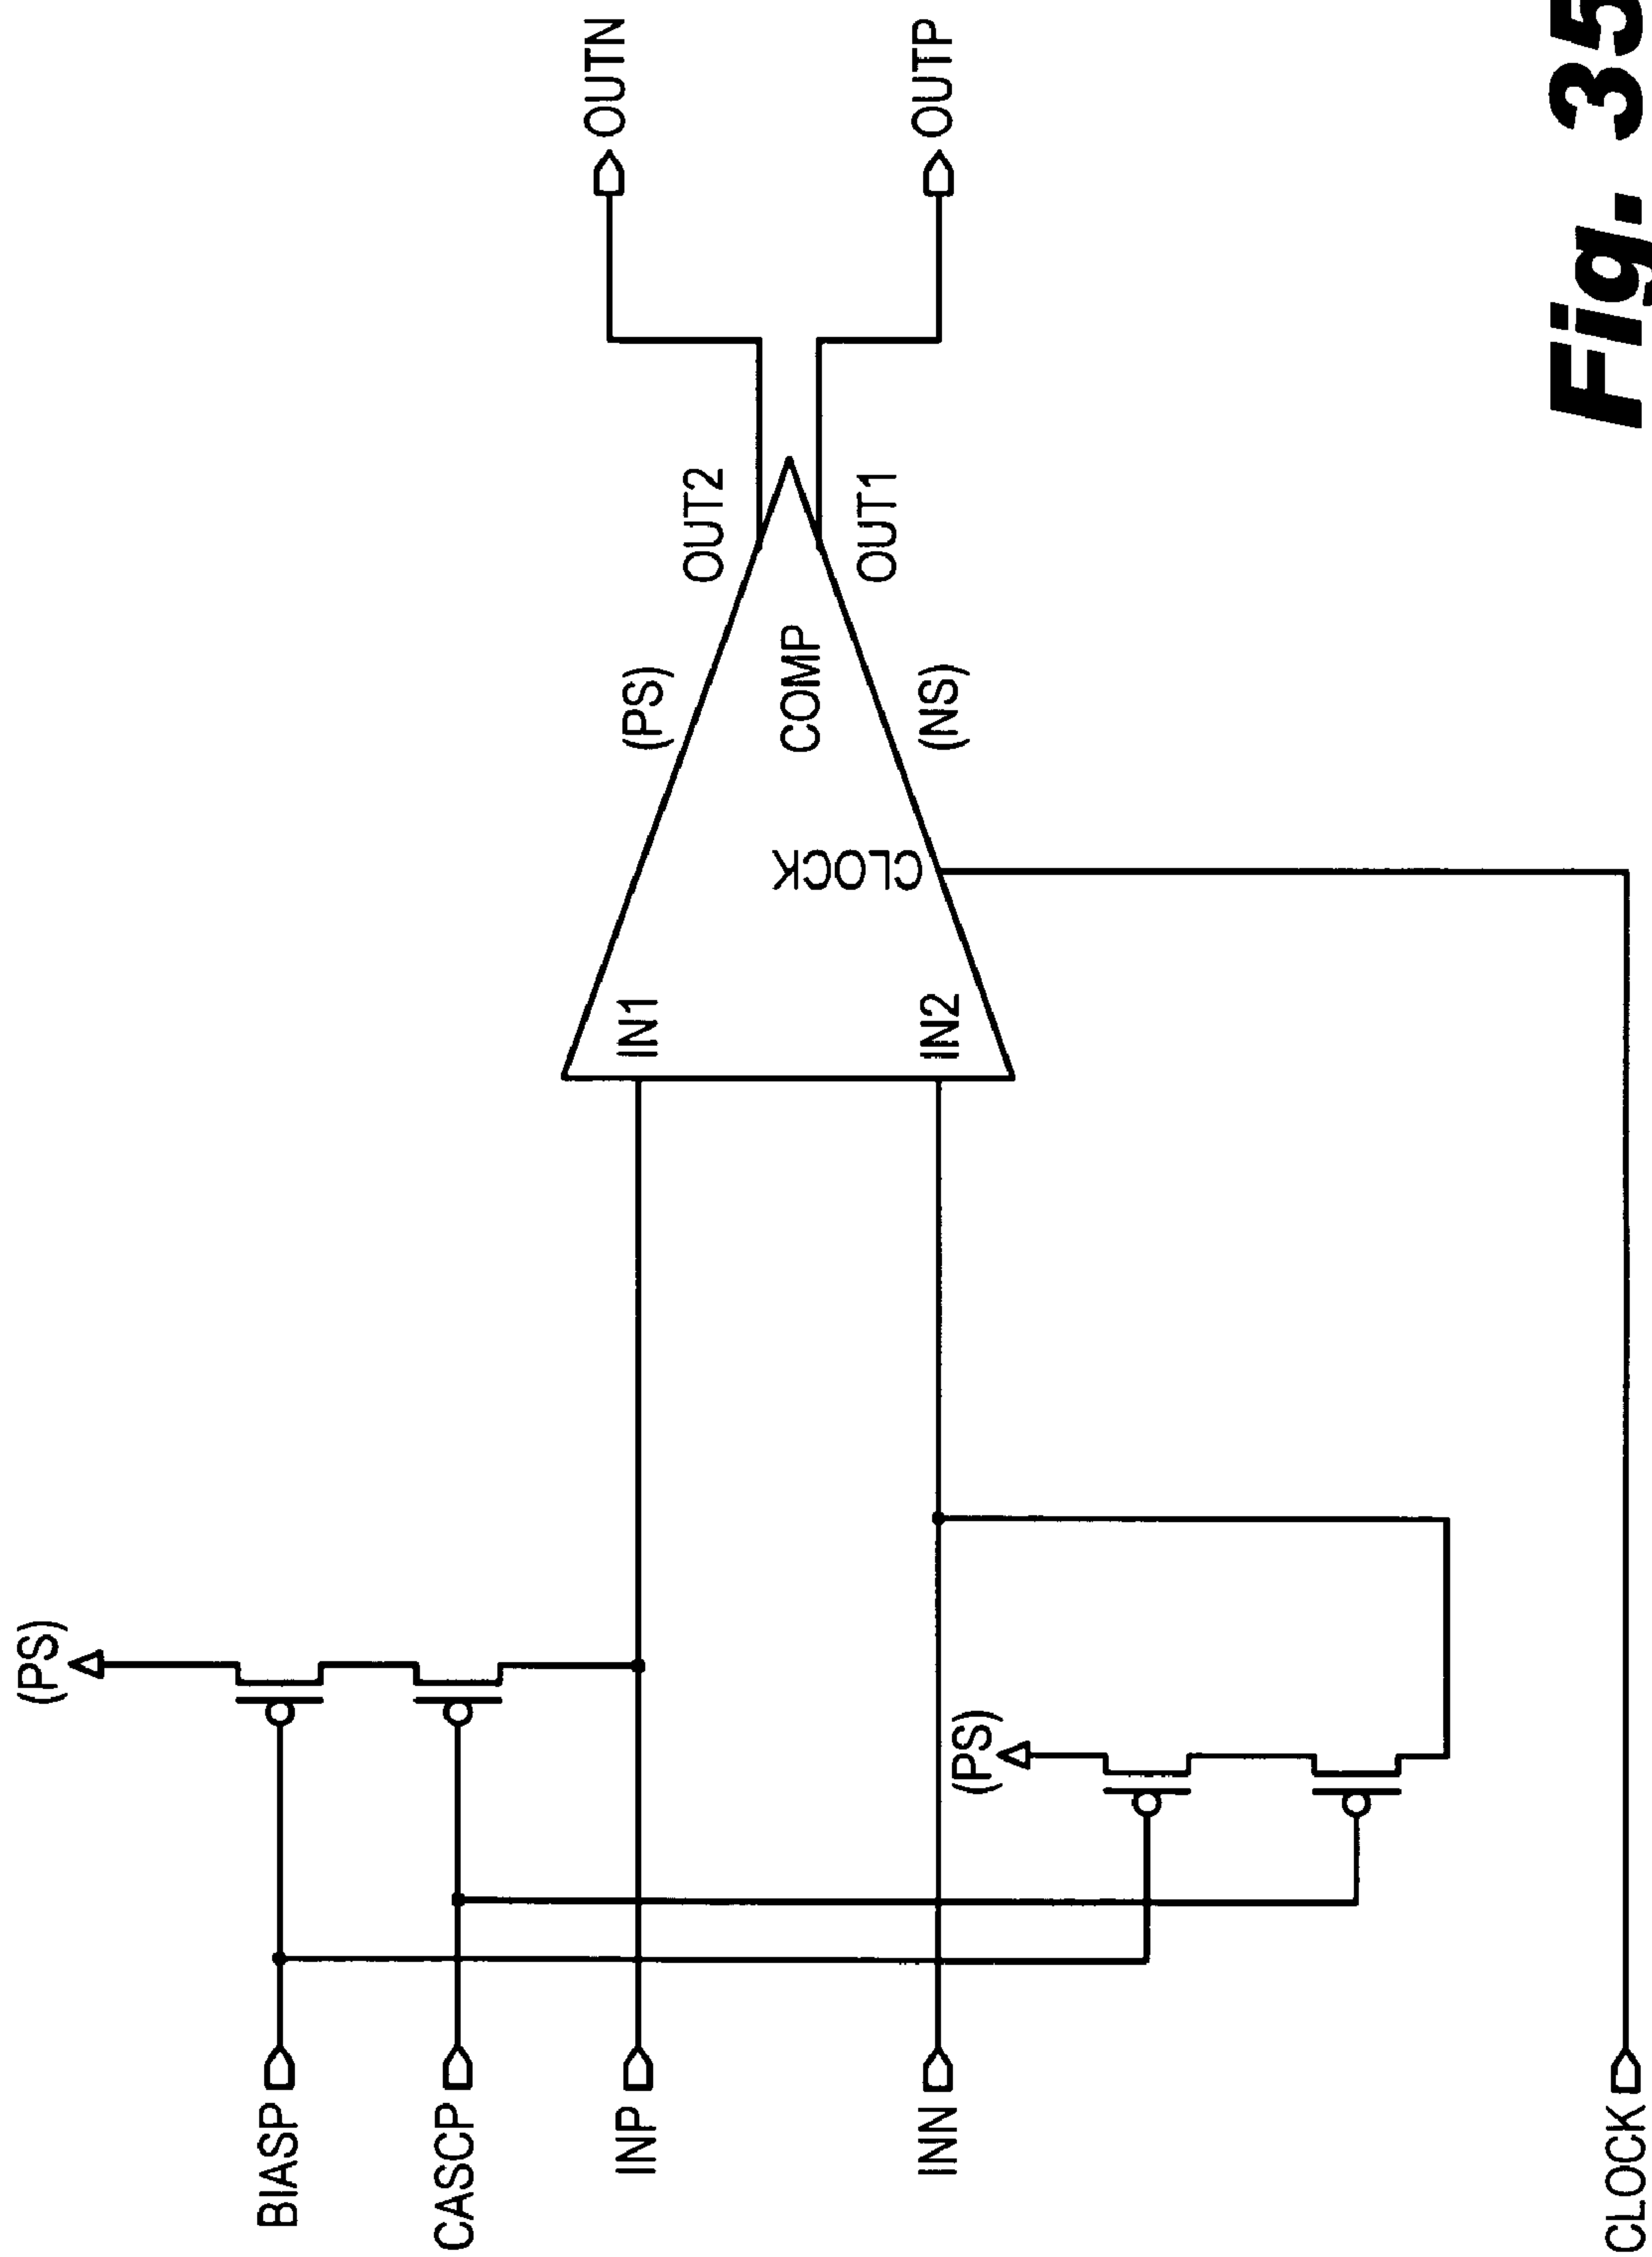 (PS)
BIASP
CASCP
INP
INN
(PS)
CLOCK
IN1
IN2
CLOCK
COMP
(PS)
(NS)
OUT2
OUT1
OUTN
OUTP
Fig. 35